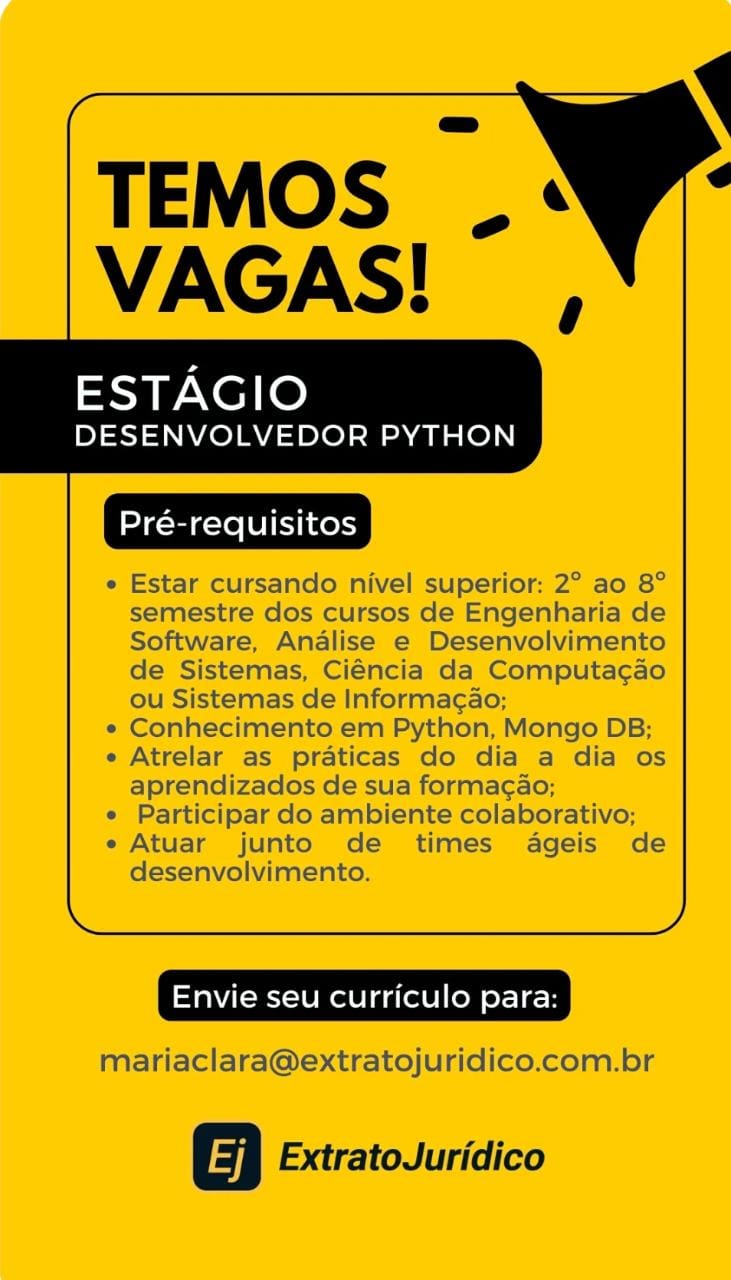 TEMOS
VAGAS!
ESTÁGIO
DESENVOLVEDOR PYTHON
Pré-requisitos
• Estar cursando nível superior: 2º ao 8º
semestre dos cursos de Engenharia de
Software, Análise e Desenvolvimento
de Sistemas, Ciência da Computação
ou Sistemas de Informação;
• Conhecimento em Python, Mongo DB;
• Atrelar as práticas do dia a dia os
aprendizados de sua formação;
• Participar do ambiente colaborativo;
• Atuar junto de times ágeis de
desenvolvimento.
Envie seu currículo para:
mariaclara@extratojuridico.com.br
Ej ExtratoJurídico